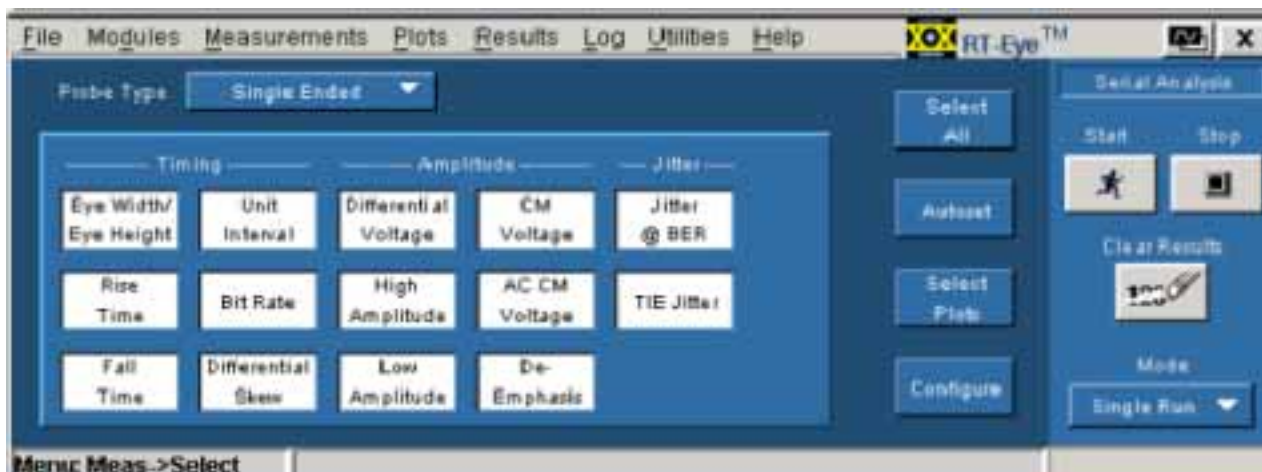 File Modules Measurements Plots Results Log Utilities Help RT-Eye™ X
Probe Type Single Ended
Serial Analysis
Select All
Start Stop
Timing Amplitude Jitter
Eye Width/ Eye Height
Unit Interval
Differential Voltage
CM Voltage
Jitter @ BER
Autoset
Clear Results
Rise Time
Bit Rate
High Amplitude
AC CM Voltage
TIE Jitter
Select Plots
123
Fall Time
Differential Skew
Low Amplitude
De-Emphasis
Configure
Mode
Single Run
Menu: Meas->Select